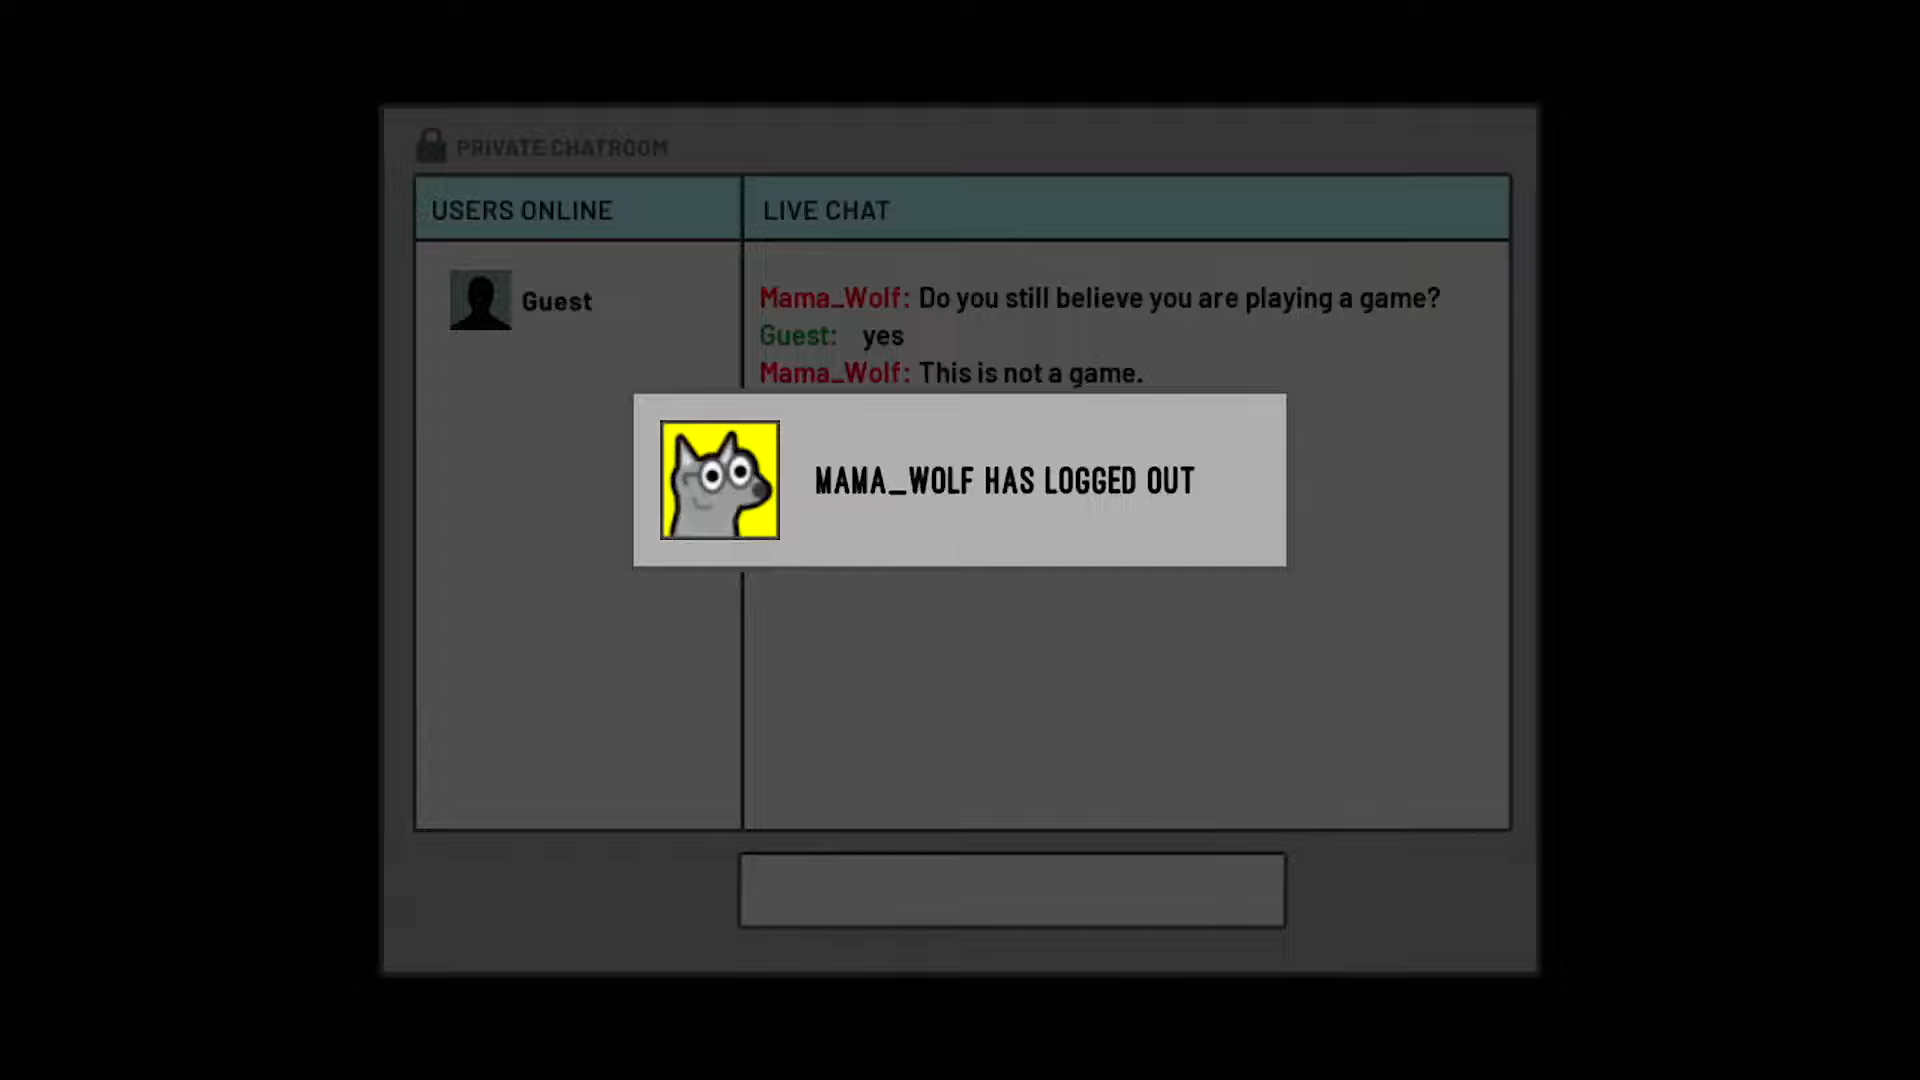 PRIVATE CHATROOM
USERS ONLINE
LIVE CHAT
Guest
Mama_Wolf: Do you still believe you are playing a game?
Guest: yes
Mama_Wolf: This is not a game.
MAMA_WOLF HAS LOGGED OUT